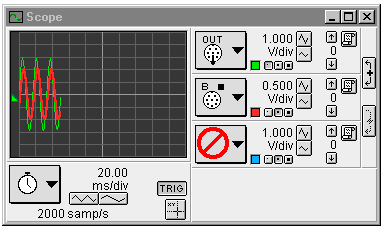 Scope
OUT
1.000
V/div
0
B
0.500
V/div
0
1.000
V/div
0
20.00
ms/div
TRIG
2000 samp/s
XY